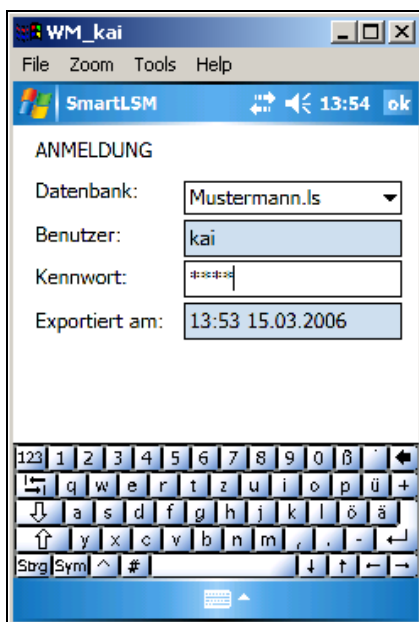 WM_kai
File Zoom Tools Help
SmartLSM 13:54 ok
ANMELDUNG
Datenbank: Mustermann.ls
Benutzer: kai
Kennwort: ****
Exportiert am: 13:53 15.03.2006
123 1 2 3 4 5 6 7 8 9 0 ß ´
q w e r t z u i o p ü +
a s d f g h j k l ö ä
y x c v b n m , . -
Strg Sym ^ #